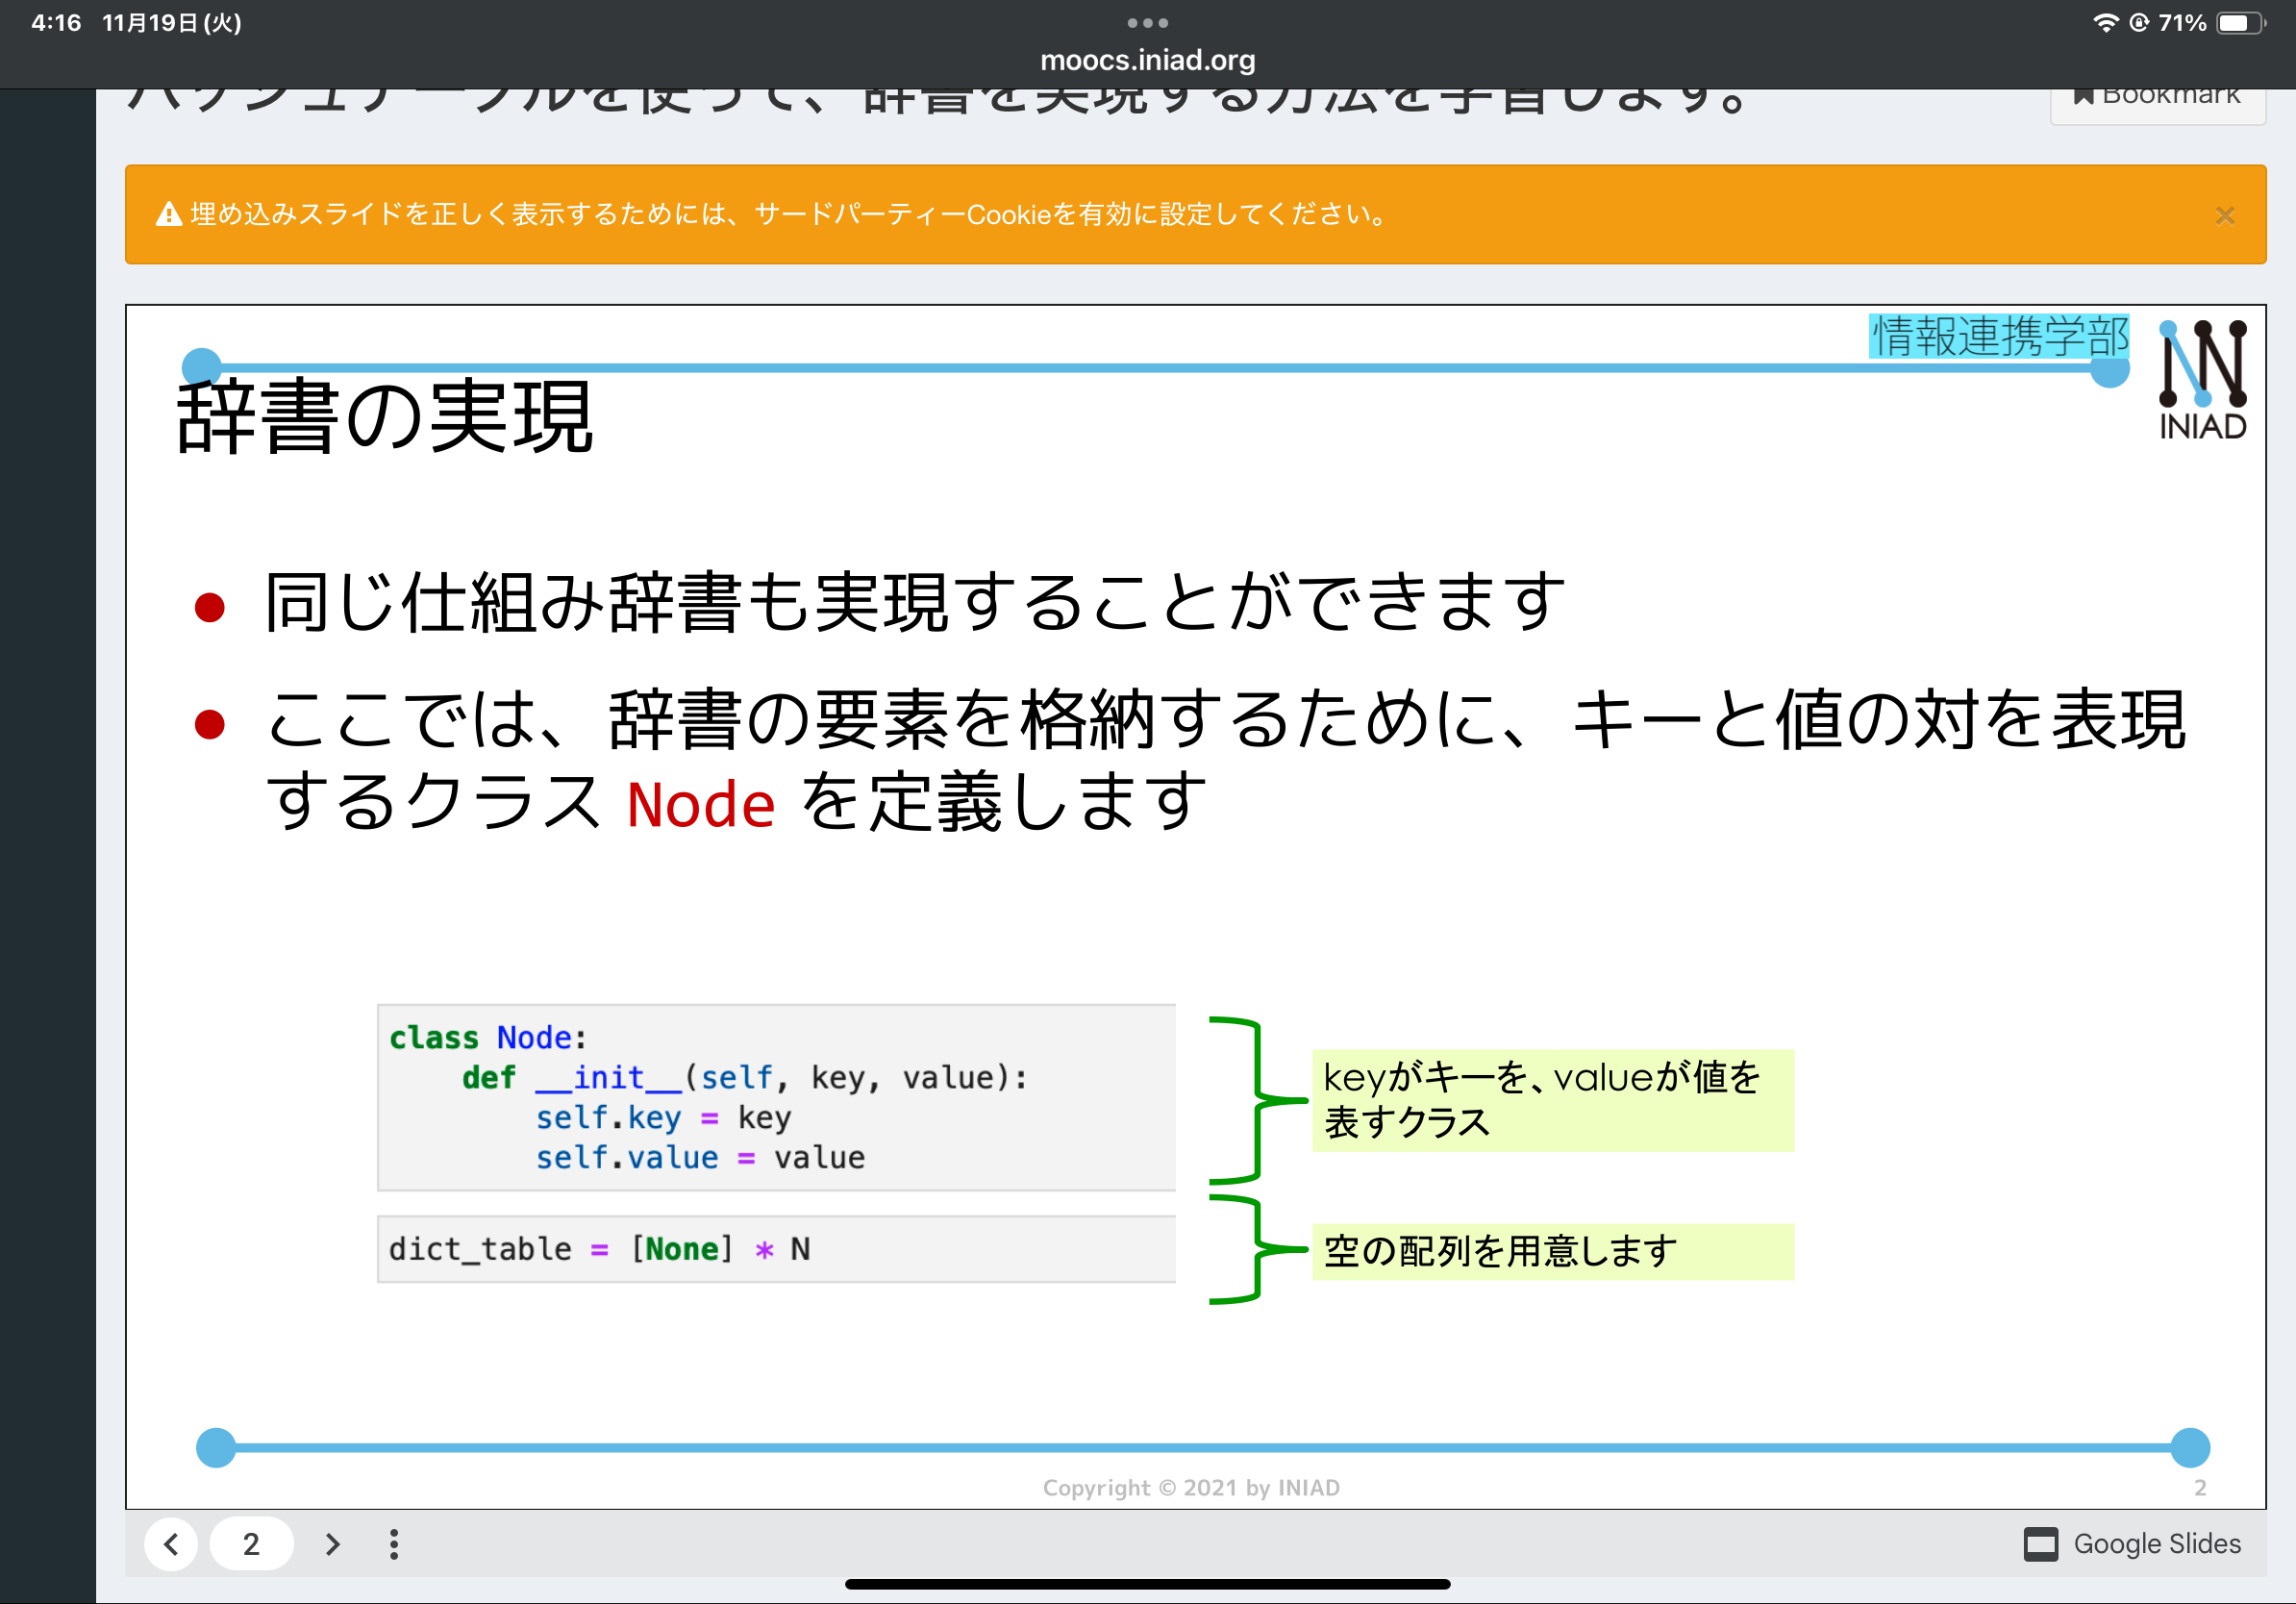 4:16 11月19日(火)
71%
moocs.iniad.org
ハッシュテーブルを使って、辞書を実現する方法を学習します。
Bookmark
埋め込みスライドを正しく表示するためには、サードパーティーCookieを有効に設定してください。
×
情報連携学部
INIAD
辞書の実現
● 同じ仕組み辞書も実現することができます
● ここでは、辞書の要素を格納するために、キーと値の対を表現
するクラス Node を定義します
class Node:
    def __init__(self, key, value):
        self.key = key
        self.value = value
keyがキーを、valueが値を
表すクラス
dict_table = [None] * N
空の配列を用意します
Copyright © 2021 by INIAD
2
2
Google Slides